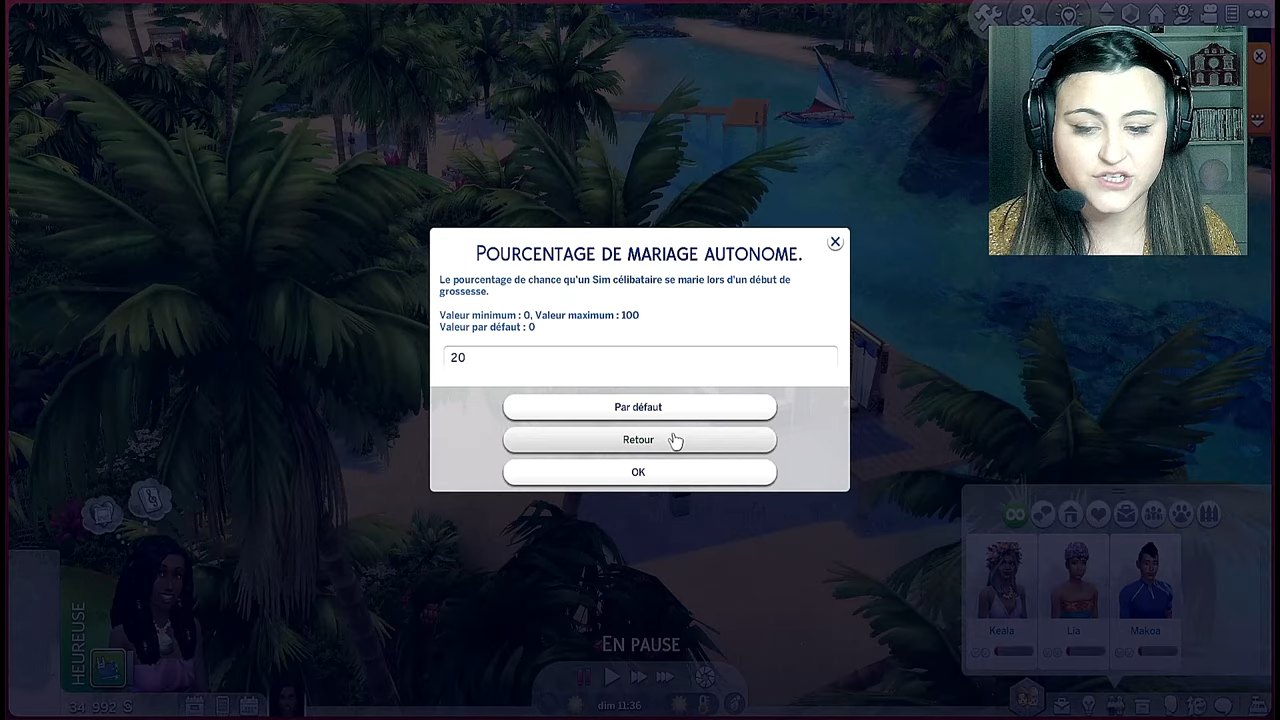 POURCENTAGE DE MARIAGE AUTONOME.
Le pourcentage de chance qu'un Sim célibataire se marie lors d'un début de
grossesse.
Valeur minimum : 0, Valeur maximum : 100
Valeur par défaut : 0
20
Par défaut
Retour
OK
HEUREUSE
Keala
Lia
Makoa
EN PAUSE
34 992 $
dim 11:36